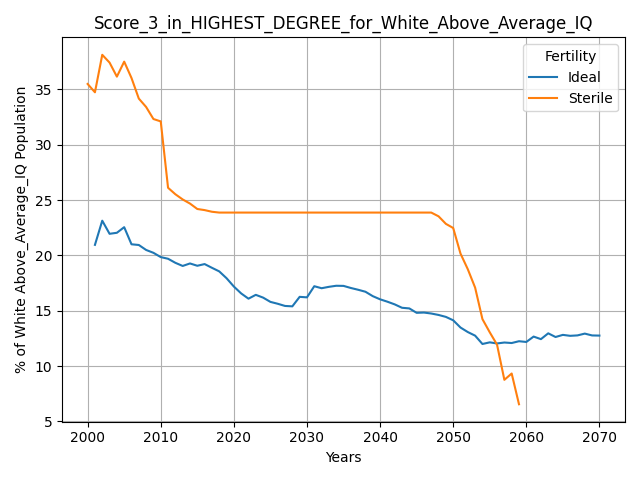 Score_3_in_HIGHEST_DEGREE_for_White_Above_Average_IQ
% of White Above_Average_IQ Population
35
30
25
20
15
10
5
Fertility
Ideal
Sterile
2000 2010 2020 2030 2040 2050 2060 2070
Years